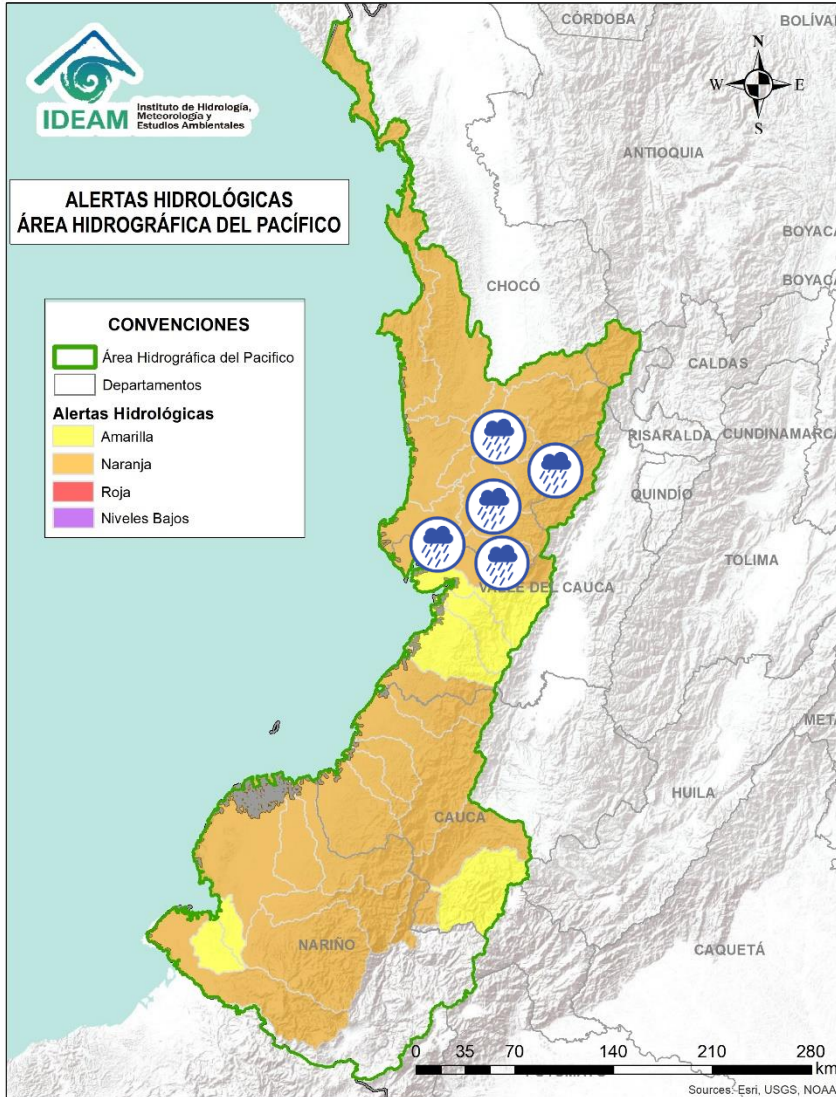 IDEAM
Instituto de Hidrología,
Meteorología y
Estudios Ambientales
ALERTAS HIDROLÓGICAS
ÁREA HIDROGRÁFICA DEL PACÍFICO
CONVENCIONES
Área Hidrográfica del Pacifico
Departamentos
Alertas Hidrológicas
Amarilla
Naranja
Roja
Niveles Bajos
N
W
E
S
CÓRDOBA
BOLÍVA
ANTIOQUIA
BOYACÁ
BOYACÁ
CHOCÓ
CALDAS
RISARALDA
CUNDINAMARCA
QUINDÍO
TOLIMA
VALLE DEL CAUCA
META
HUILA
CAUCA
NARIÑO
CAQUETÁ
0 35 70 140 210 280
km
Sources: Esri, USGS, NOAA